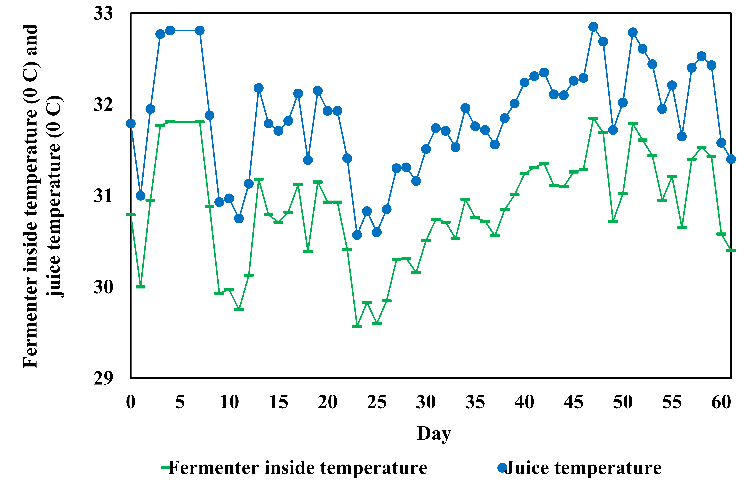 Fermenter inside temperature (0 C) and
juice temperature (0 C)
33
32
31
30
29
0 5 10 15 20 25 30 35 40 45 50 55 60
Day
Fermenter inside temperature Juice temperature